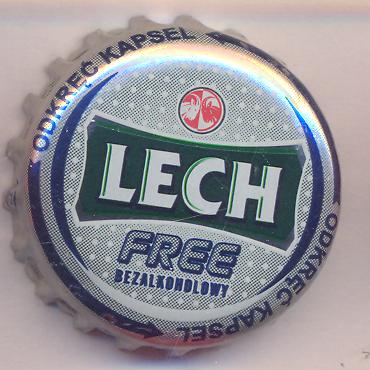 ODKRĘĆ KAPSEL
LECH
FREE
BEZALKOHOLOWY
ODKRĘĆ KAPSEL